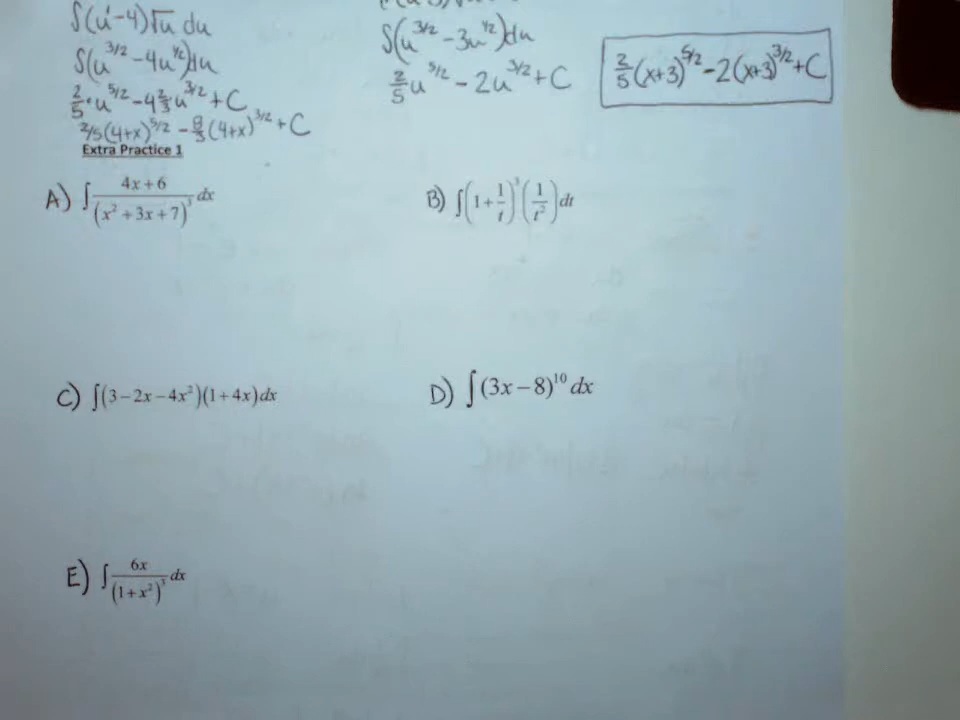 ∫(u-4)√u du
∫(u^3/2 - 4u^1/2)du
2/5·u^5/2 - 4 2/3 u^3/2 + C
2/5(4+x)^5/2 - 8/3(4+x)^3/2 + C
∫(u^3/2 - 3u^1/2)du
2/5 u^5/2 - 2u^3/2 + C
2/5(x+3)^5/2 - 2(x+3)^3/2 + C
Extra Practice 1
A) ∫ 4x+6 / (x²+3x+7)³ dx
B) ∫(1+1/t)³(1/t²)dt
C) ∫(3-2x-4x²)(1+4x)dx
D) ∫(3x-8)^10 dx
E) ∫ 6x / (1+x²)³ dx